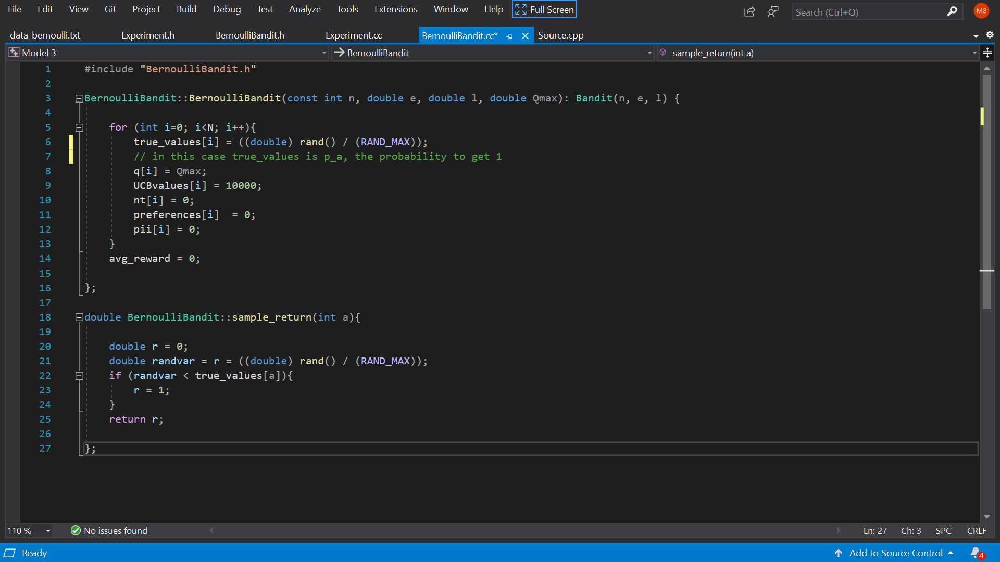 File Edit View Git Project Build Debug Test Analyze Tools Extensions Window Help Full Screen Search (Ctrl+Q) MB
data_bernoulli.txt Experiment.h BernoulliBandit.h Experiment.cc BernoulliBandit.cc* Source.cpp
Model 3 BernoulliBandit sample_return(int a)
1 #include "BernoulliBandit.h"
2
3 BernoulliBandit::BernoulliBandit(const int n, double e, double l, double Qmax): Bandit(n, e, l) {
4
5 for (int i=0; i<N; i++){
6 true_values[i] = ((double) rand() / (RAND_MAX));
7 // in this case true_values is p_a, the probability to get 1
8 q[i] = Qmax;
9 UCBvalues[i] = 10000;
10 nt[i] = 0;
11 preferences[i]  = 0;
12 pii[i] = 0;
13 }
14 avg_reward = 0;
15
16 };
17
18 double BernoulliBandit::sample_return(int a){
19
20 double r = 0;
21 double randvar = r = ((double) rand() / (RAND_MAX));
22 if (randvar < true_values[a]){
23 r = 1;
24 }
25 return r;
26
27 };
110 % No issues found Ln: 27 Ch: 3 SPC CRLF
Ready Add to Source Control 4